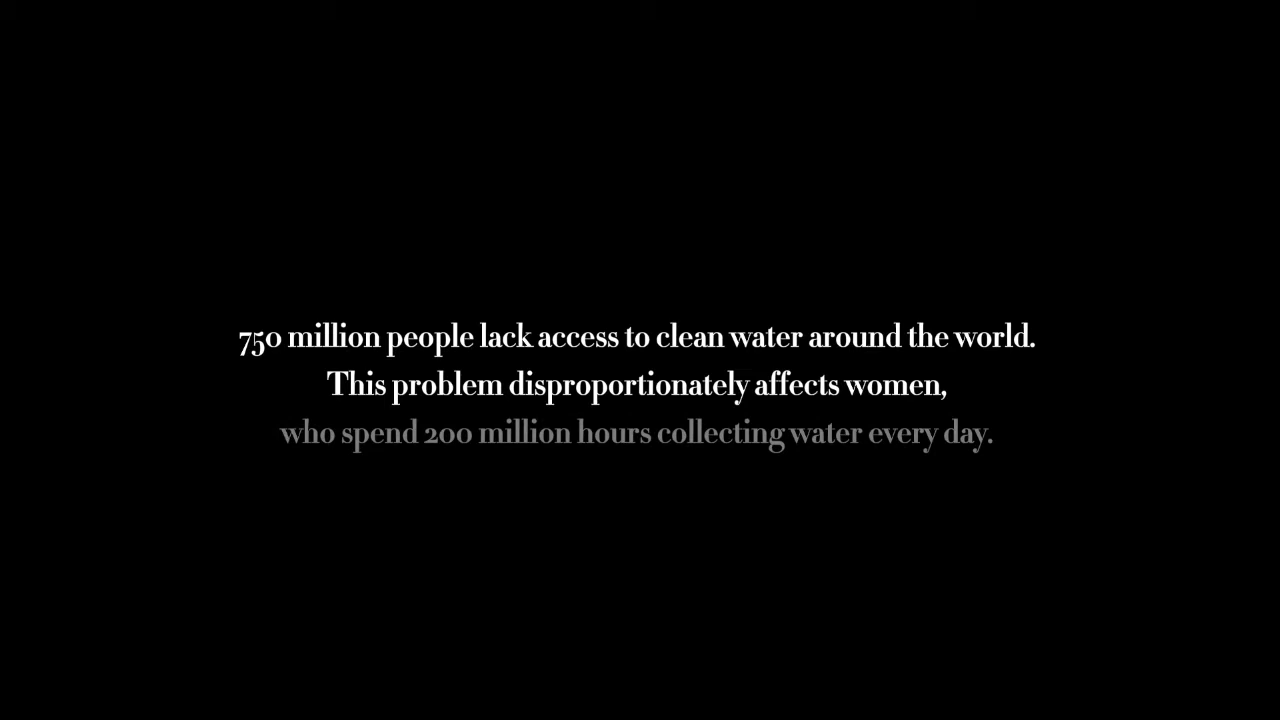 750 million people lack access to clean water around the world.
This problem disproportionately affects women,
who spend 200 million hours collecting water every day.